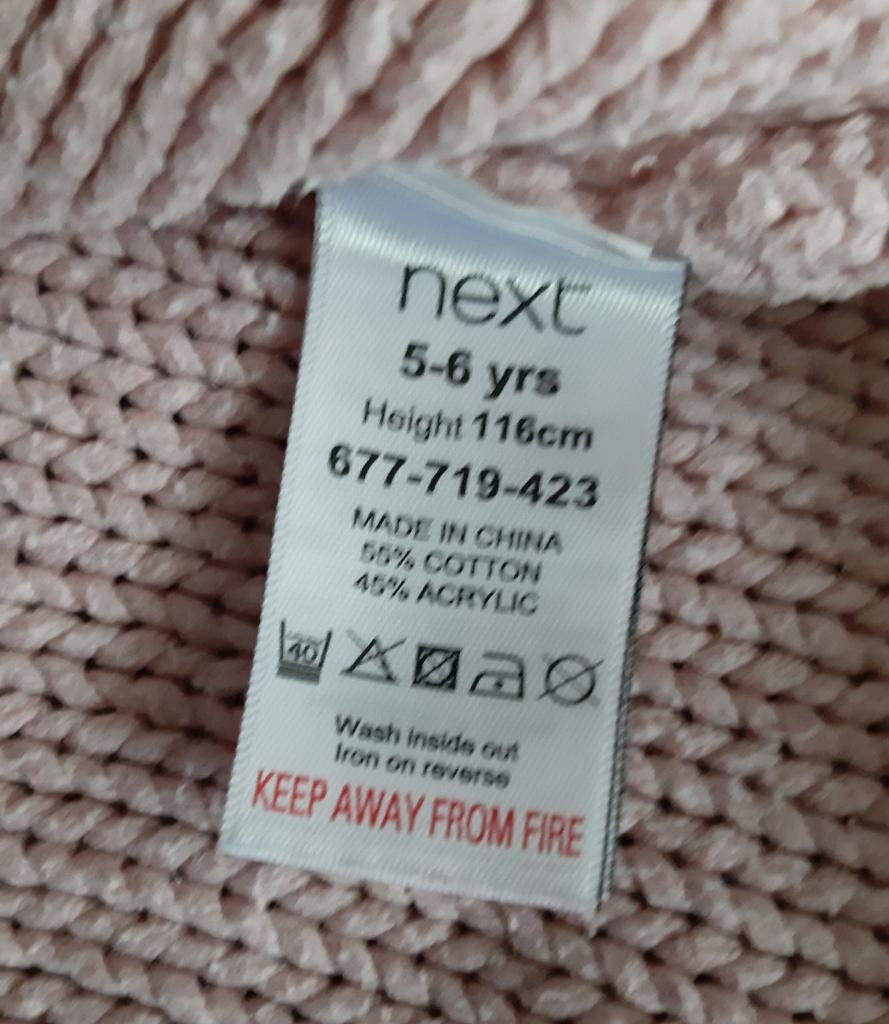 next
5-6 yrs
Height 116cm
677-719-423
MADE IN CHINA
55% COTTON
45% ACRYLIC
40
Wash inside out
Iron on reverse
KEEP AWAY FROM FIRE